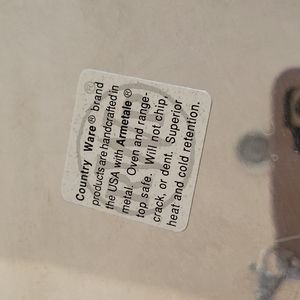 Country Ware® brand
products are handcrafted in
the USA with Armetale®
metal. Oven and range-
top safe. Will not chip,
crack, or dent. Superior
heat and cold retention.